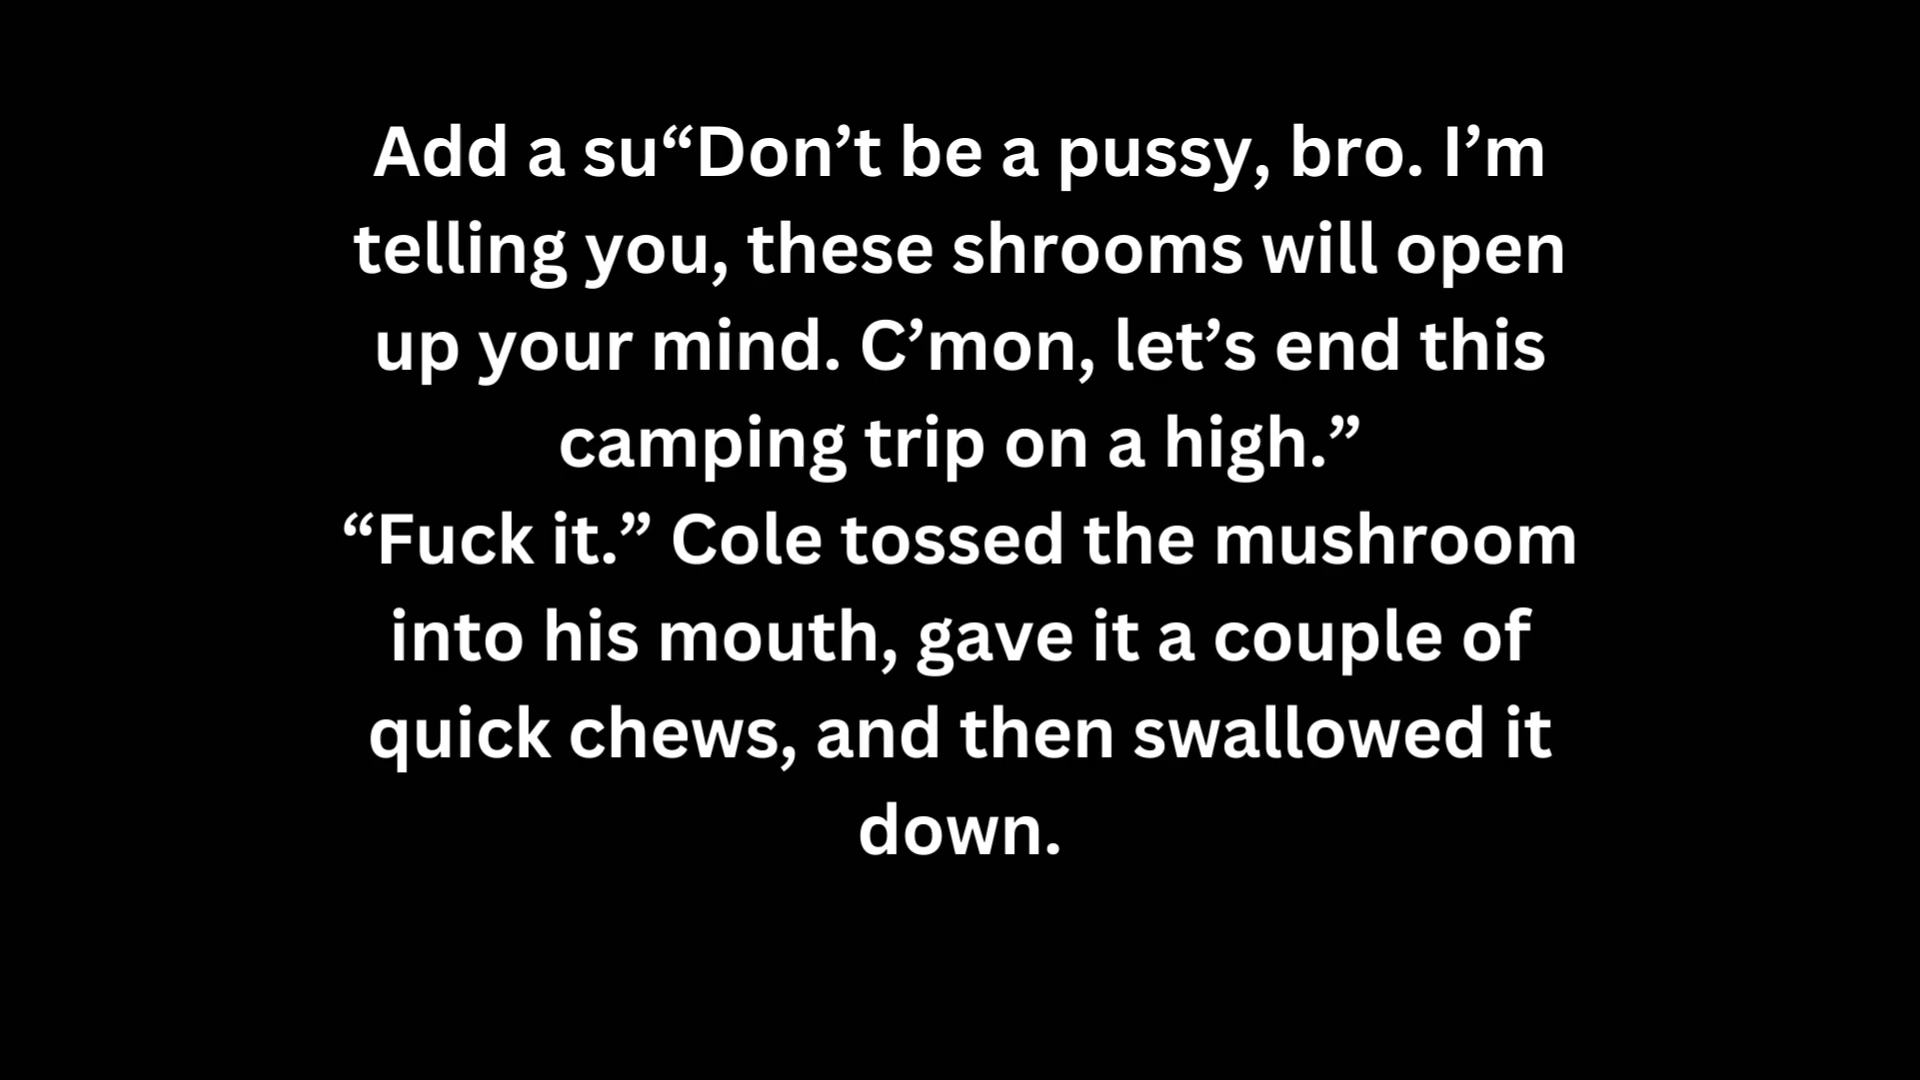 Add a su“Don’t be a pussy, bro. I’m
telling you, these shrooms will open
up your mind. C’mon, let’s end this
camping trip on a high.”
“Fuck it.” Cole tossed the mushroom
into his mouth, gave it a couple of
quick chews, and then swallowed it
down.